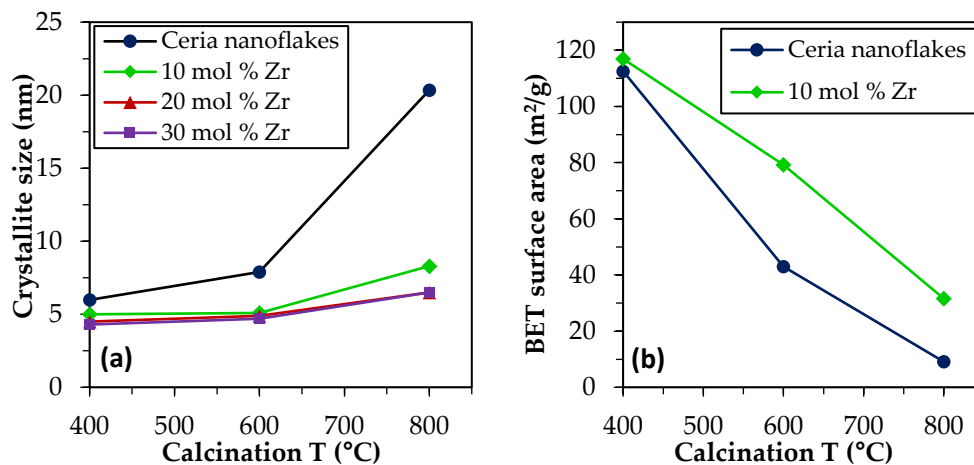 25
20
15
10
5
0
Crystallite size (nm)
Ceria nanoflakes
10 mol % Zr
20 mol % Zr
30 mol % Zr
(a)
400 500 600 700 800
Calcination T (°C)
120
100
80
60
40
20
0
BET surface area (m²/g)
Ceria nanoflakes
10 mol % Zr
(b)
400 500 600 700 800
Calcination T (°C)